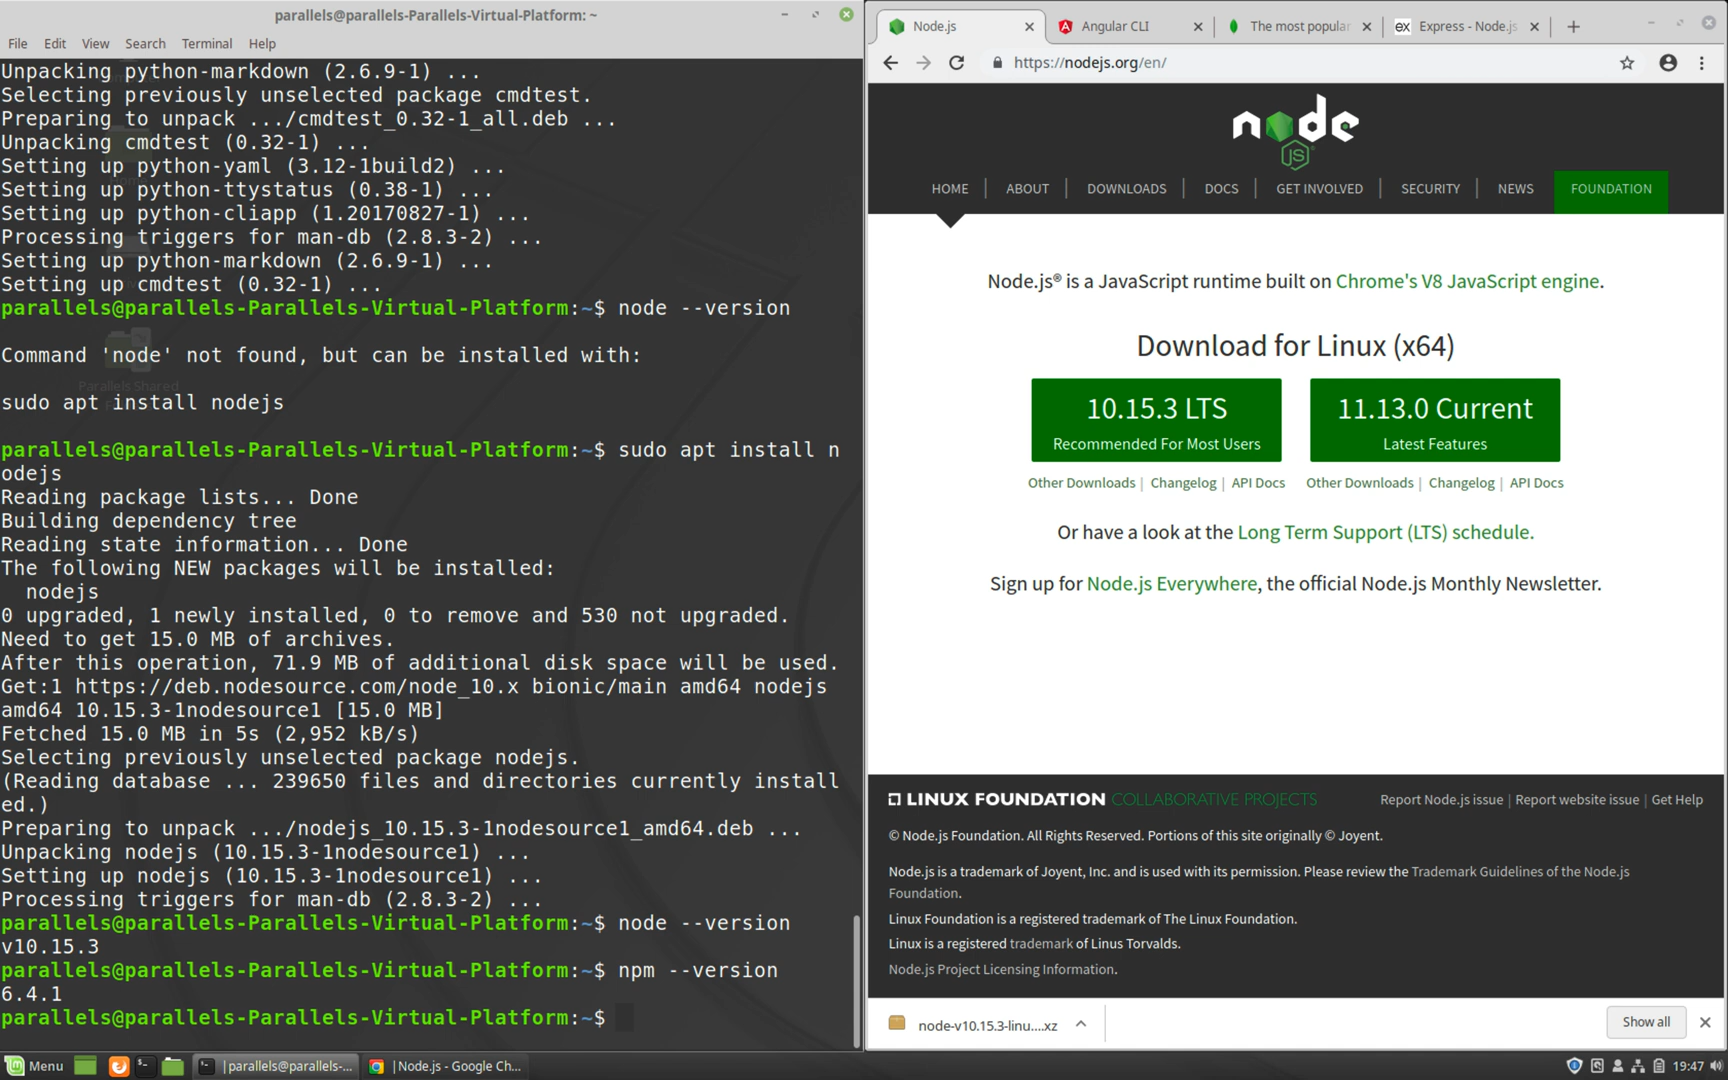 parallels@parallels-Parallels-Virtual-Platform: ~
File Edit View Search Terminal Help
Unpacking python-markdown (2.6.9-1) ...
Selecting previously unselected package cmdtest.
Preparing to unpack .../cmdtest_0.32-1_all.deb ...
Unpacking cmdtest (0.32-1) ...
Setting up python-yaml (3.12-1build2) ...
Setting up python-ttystatus (0.38-1) ...
Setting up python-cliapp (1.20170827-1) ...
Processing triggers for man-db (2.8.3-2) ...
Setting up python-markdown (2.6.9-1) ...
Setting up cmdtest (0.32-1) ...
parallels@parallels-Parallels-Virtual-Platform:~$ node --version
Command 'node' not found, but can be installed with:
Parallels Shared
sudo apt install nodejs
parallels@parallels-Parallels-Virtual-Platform:~$ sudo apt install n
odejs
Reading package lists... Done
Building dependency tree
Reading state information... Done
The following NEW packages will be installed:
nodejs
0 upgraded, 1 newly installed, 0 to remove and 530 not upgraded.
Need to get 15.0 MB of archives.
After this operation, 71.9 MB of additional disk space will be used.
Get:1 https://deb.nodesource.com/node_10.x bionic/main amd64 nodejs
amd64 10.15.3-1nodesource1 [15.0 MB]
Fetched 15.0 MB in 5s (2,952 kB/s)
Selecting previously unselected package nodejs.
(Reading database ... 239650 files and directories currently install
ed.)
Preparing to unpack .../nodejs_10.15.3-1nodesource1_amd64.deb ...
Unpacking nodejs (10.15.3-1nodesource1) ...
Setting up nodejs (10.15.3-1nodesource1) ...
Processing triggers for man-db (2.8.3-2) ...
parallels@parallels-Parallels-Virtual-Platform:~$ node --version
v10.15.3
parallels@parallels-Parallels-Virtual-Platform:~$ npm --version
6.4.1
parallels@parallels-Parallels-Virtual-Platform:~$
Node.js Angular CLI The most popular ex Express - Node.js
https://nodejs.org/en/
node
JS
HOME | ABOUT | DOWNLOADS | DOCS | GET INVOLVED | SECURITY | NEWS FOUNDATION
Node.js® is a JavaScript runtime built on Chrome's V8 JavaScript engine.
Download for Linux (x64)
10.15.3 LTS
Recommended For Most Users
11.13.0 Current
Latest Features
Other Downloads | Changelog | API Docs
Other Downloads | Changelog | API Docs
Or have a look at the Long Term Support (LTS) schedule.
Sign up for Node.js Everywhere, the official Node.js Monthly Newsletter.
LINUX FOUNDATION COLLABORATIVE PROJECTS
Report Node.js issue | Report website issue | Get Help
© Node.js Foundation. All Rights Reserved. Portions of this site originally © Joyent.
Node.js is a trademark of Joyent, Inc. and is used with its permission. Please review the Trademark Guidelines of the Node.js
Foundation.
Linux Foundation is a registered trademark of The Linux Foundation.
Linux is a registered trademark of Linus Torvalds.
Node.js Project Licensing Information.
node-v10.15.3-linu....xz
Show all
Menu |parallels@parallels-... |Node.js - Google Ch... 19:47